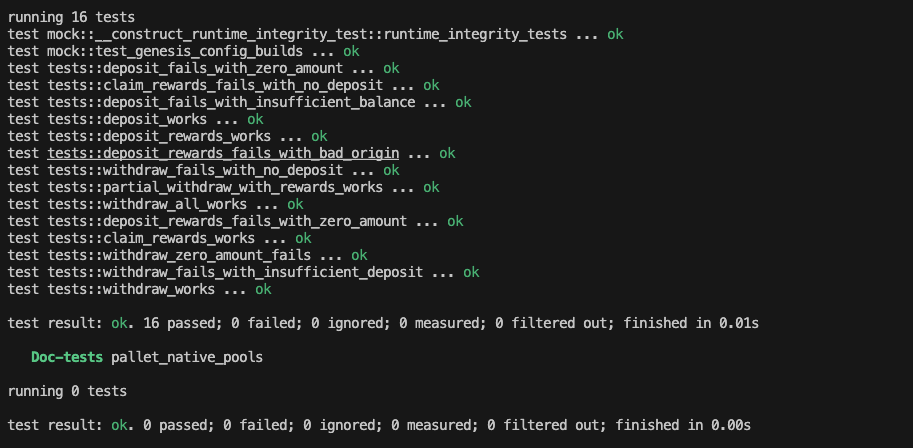 running 16 tests
test mock::__construct_runtime_integrity_test::runtime_integrity_tests ... ok
test mock::test_genesis_config_builds ... ok
test tests::deposit_fails_with_zero_amount ... ok
test tests::claim_rewards_fails_with_no_deposit ... ok
test tests::deposit_fails_with_insufficient_balance ... ok
test tests::deposit_works ... ok
test tests::deposit_rewards_works ... ok
test tests::deposit_rewards_fails_with_bad_origin ... ok
test tests::withdraw_fails_with_no_deposit ... ok
test tests::partial_withdraw_with_rewards_works ... ok
test tests::withdraw_all_works ... ok
test tests::deposit_rewards_fails_with_zero_amount ... ok
test tests::claim_rewards_works ... ok
test tests::withdraw_zero_amount_fails ... ok
test tests::withdraw_fails_with_insufficient_deposit ... ok
test tests::withdraw_works ... ok
test result: ok. 16 passed; 0 failed; 0 ignored; 0 measured; 0 filtered out; finished in 0.01s
Doc-tests pallet_native_pools
running 0 tests
test result: ok. 0 passed; 0 failed; 0 ignored; 0 measured; 0 filtered out; finished in 0.00s